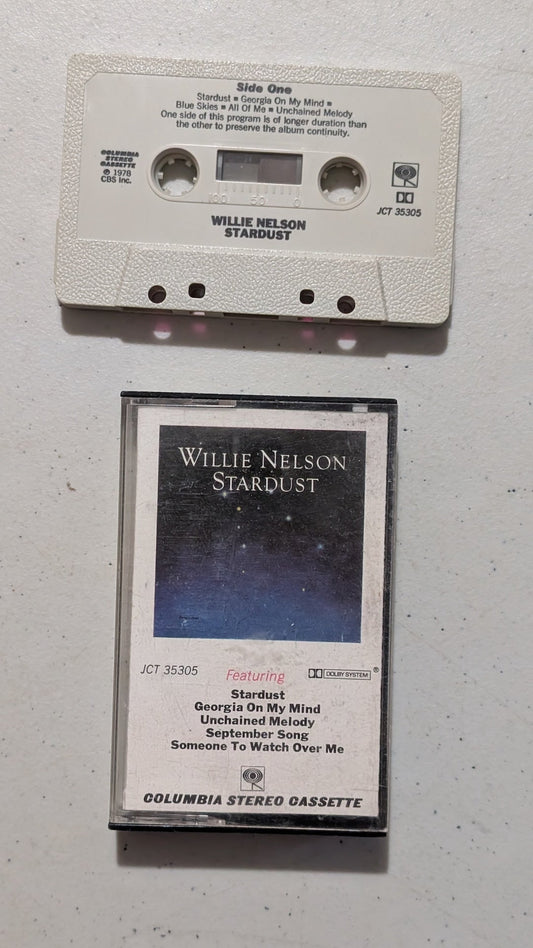 Side One
Stardust ▪ Georgia On My Mind ▪
Blue Skies ▪ All Of Me ▪ Unchained Melody
One side of this program is of longer duration than
the other to preserve the album continuity.
COLUMBIA
STEREO
CASSETTE
℗ 1978
CBS Inc.
100 50 0
JCT 35305
WILLIE NELSON
STARDUST
WILLIE NELSON
STARDUST
JCT 35305
Featuring
DOLBY SYSTEM ®
Stardust
Georgia On My Mind
Unchained Melody
September Song
Someone To Watch Over Me
COLUMBIA STEREO CASSETTE